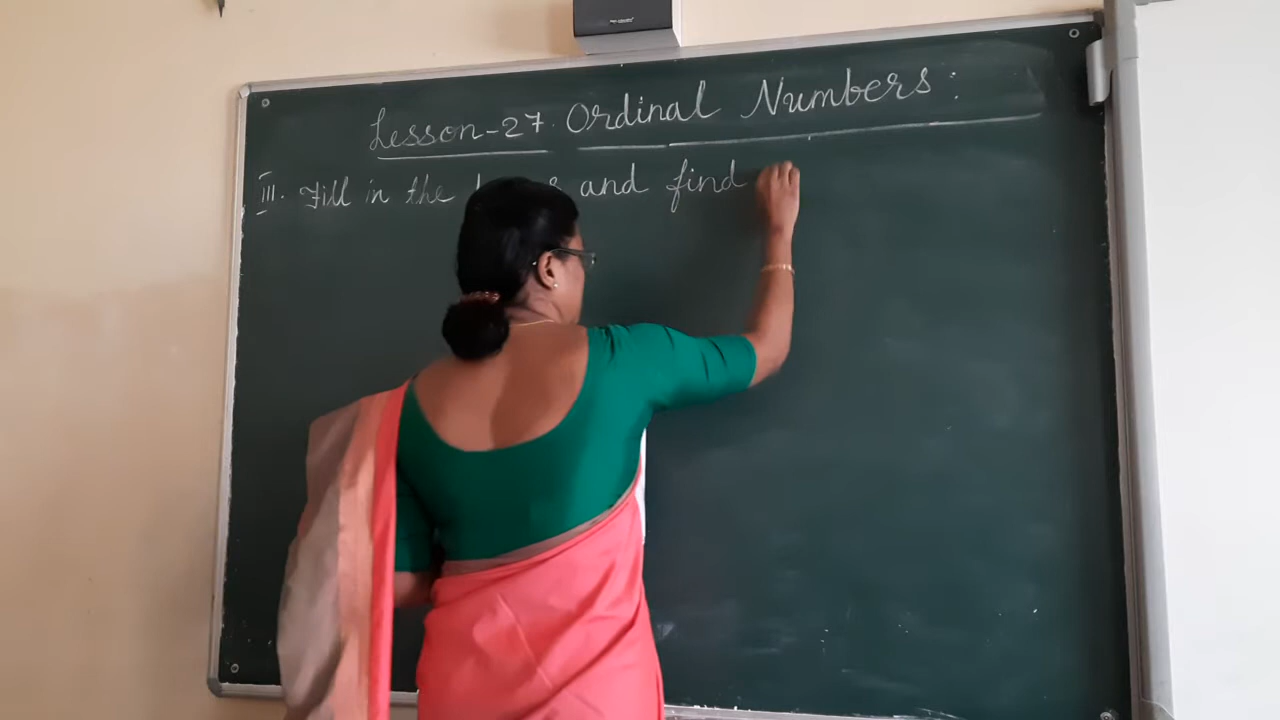 Lesson-27. Ordinal Numbers:
III. Fill in the and find